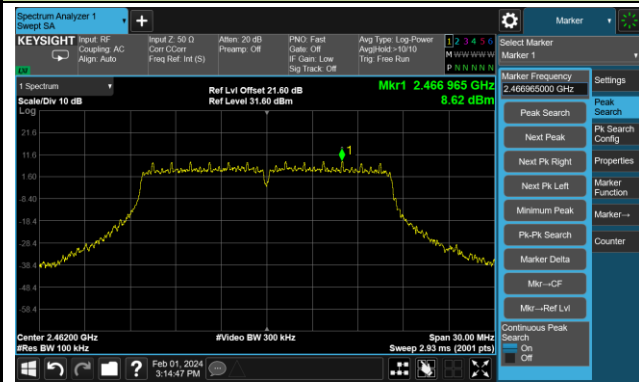 Spectrum Analyzer 1
Swept SA
Marker
KEYSIGHT
Input: RF
Coupling: AC
Align: Auto
Input Z: 50 Ω
Corr CCorr
Freq Ref: Int (S)
Atten: 20 dB
Preamp: Off
PNO: Fast
Gate: Off
IF Gain: Low
Sig Track: Off
Avg Type: Log-Power
Avg|Hold:>10/10
Trig: Free Run
1 2 3 4 5 6
M W W W W W
P N N N N N
LXI
Select Marker
Marker 1
1 Spectrum
Scale/Div 10 dB
Log
Ref Lvl Offset 21.60 dB
Ref Level 31.60 dBm
Mkr1 2.466 965 GHz
8.62 dBm
1
21.6
11.6
1.60
-8.40
-18.4
-28.4
-38.4
-48.4
-58.4
Center 2.46200 GHz
#Res BW 100 kHz
#Video BW 300 kHz
Span 30.00 MHz
Sweep 2.93 ms (2001 pts)
Marker Frequency
2.466965000 GHz
Peak Search
Next Peak
Next Pk Right
Next Pk Left
Minimum Peak
Pk-Pk Search
Marker Delta
Mkr→CF
Mkr→Ref Lvl
Continuous Peak
Search
On
Off
Settings
Peak
Search
Pk Search
Config
Properties
Marker
Function
Marker→
Counter
?
Feb 01, 2024
3:14:47 PM